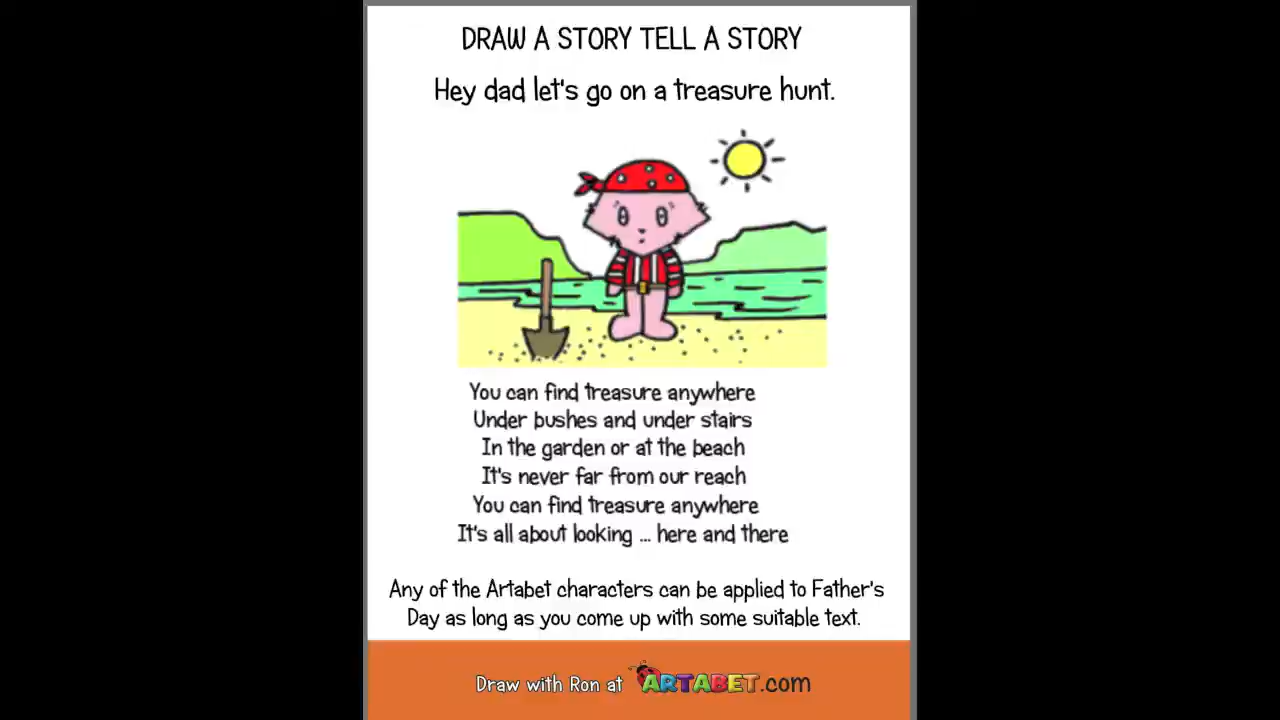 DRAW A STORY TELL A STORY
Hey dad let's go on a treasure hunt.
You can find treasure anywhere
Under bushes and under stairs
In the garden or at the beach
It's never far from our reach
You can find treasure anywhere
It's all about looking ... here and there
Any of the Artabet characters can be applied to Father's
Day as long as you come up with some suitable text.
Draw with Ron at ARTABET.com